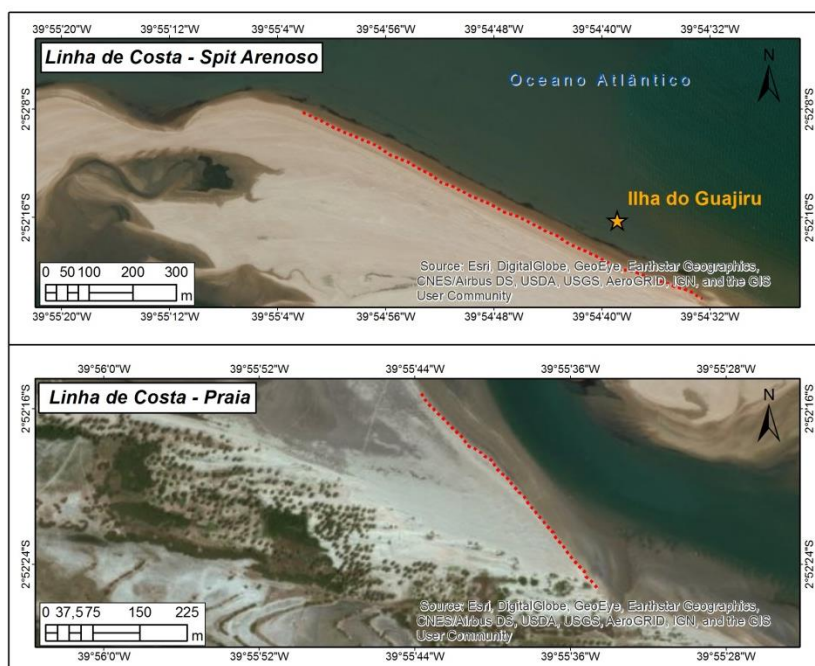 39°55'20"W 39°55'12"W 39°55'4"W 39°54'56"W 39°54'48"W 39°54'40"W 39°54'32"W
Linha de Costa - Spit Arenoso
N
Oceano Atlântico
2°52'8"S
2°52'8"S
Ilha do Guajiru
2°52'16"S
2°52'16"S
Source: Esri, DigitalGlobe, GeoEye, Earthstar Geographics,
CNES/Airbus DS, USDA, USGS, AeroGRID, IGN, and the GIS
User Community
0 50 100 200 300
m
39°55'20"W 39°55'12"W 39°55'4"W 39°54'56"W 39°54'48"W 39°54'40"W 39°54'32"W
39°56'0"W 39°55'52"W 39°55'44"W 39°55'36"W 39°55'28"W
Linha de Costa - Praia
N
2°52'16"S
2°52'16"S
2°52'24"S
2°52'24"S
Source: Esri, DigitalGlobe, GeoEye, Earthstar Geographics,
CNES/Airbus DS, USDA, USGS, AeroGRID, IGN, and the GIS
User Community
0 37,5 75 150 225
m
39°56'0"W 39°55'52"W 39°55'44"W 39°55'36"W 39°55'28"W